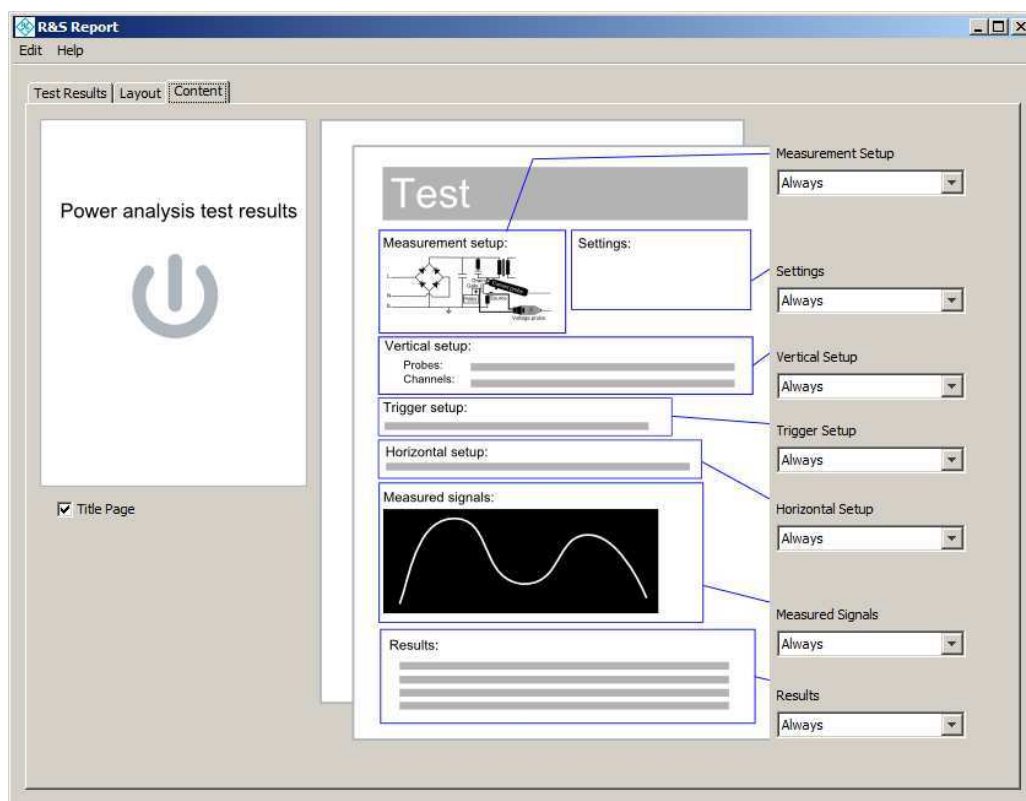 R&S Report
Edit Help
Test Results Layout Content
Power analysis test results
Title Page
Test
Measurement setup:
Settings:
Voltage probe
Vertical setup:
Probes:
Channels:
Trigger setup:
Horizontal setup:
Measured signals:
Results:
Measurement Setup
Always
Settings
Always
Vertical Setup
Always
Trigger Setup
Always
Horizontal Setup
Always
Measured Signals
Always
Results
Always